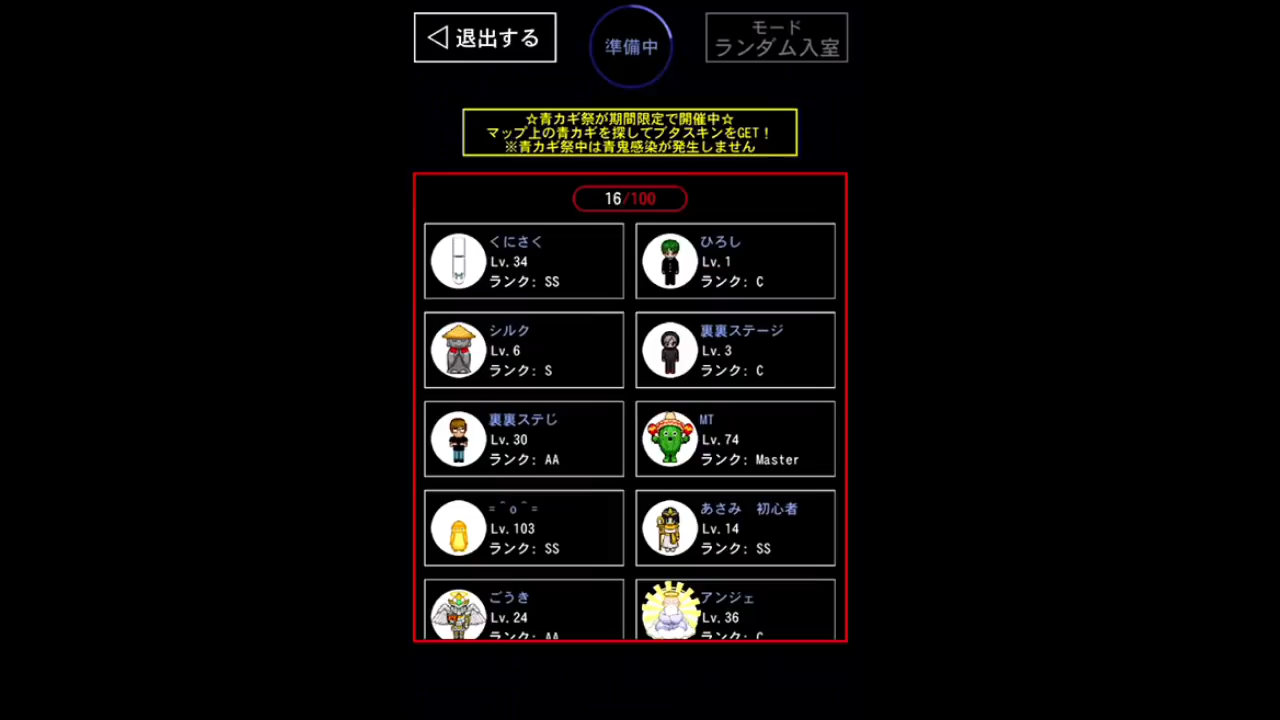 ◁退出する
準備中
モード
ランダム入室
☆青カギ祭が期間限定で開催中☆
マップ上の青カギを探してブタスキンをGET！
※青カギ祭中は青鬼感染が発生しません
16/100
くにさく
Lv.34
ランク: SS
ひろし
Lv.1
ランク: C
シルク
Lv.6
ランク: S
裏裏ステージ
Lv.3
ランク: C
裏裏ステじ
Lv.30
ランク: AA
MT
Lv.74
ランク: Master
=＾o＾=
Lv.103
ランク: SS
あさみ　初心者
Lv.14
ランク: SS
ごうき
Lv.24
ランク: AA
アンジェ
Lv.36
ランク: C